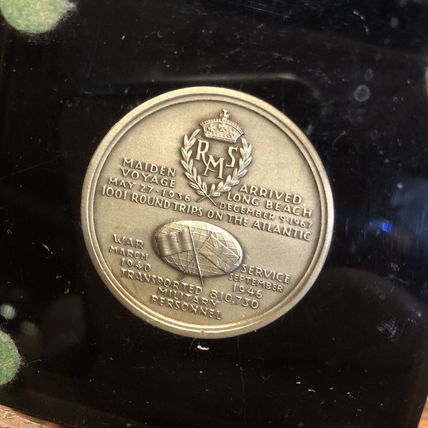 RMS
MAIDEN
VOYAGE
MAY 27-1936
ARRIVED
LONG BEACH
DECEMBER 9-1967
1001 ROUND TRIPS ON THE ATLANTIC
WAR
MARCH
1940
SERVICE
SEPTEMBER
1946
TRANSPORTED 810,730
MILITARY
PERSONNEL